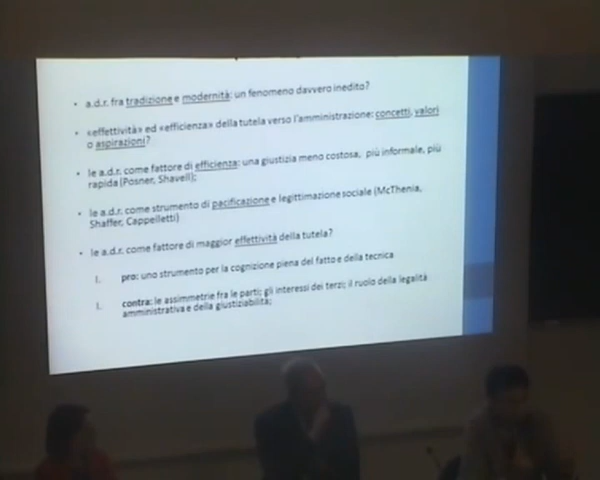 • a.d.r. fra tradizione e modernità: un fenomeno davvero inedito?
• «effettività» ed «efficienza» della tutela verso l'amministrazione: concetti, valori
o aspirazioni?
• le a.d.r. come fattore di efficienza: una giustizia meno costosa, più informale, più
rapida (Posner, Shavell);
• le a.d.r. come strumento di pacificazione e legittimazione sociale (McThenia,
Shaffer, Cappelletti)
• le a.d.r. come fattore di maggior effettività della tutela?
I. pro: uno strumento per la cognizione piena del fatto e della tecnica
I. contra: le assimmetrie fra le parti; gli interessi dei terzi; il ruolo della legalità
amministrativa e della giustiziabilità;